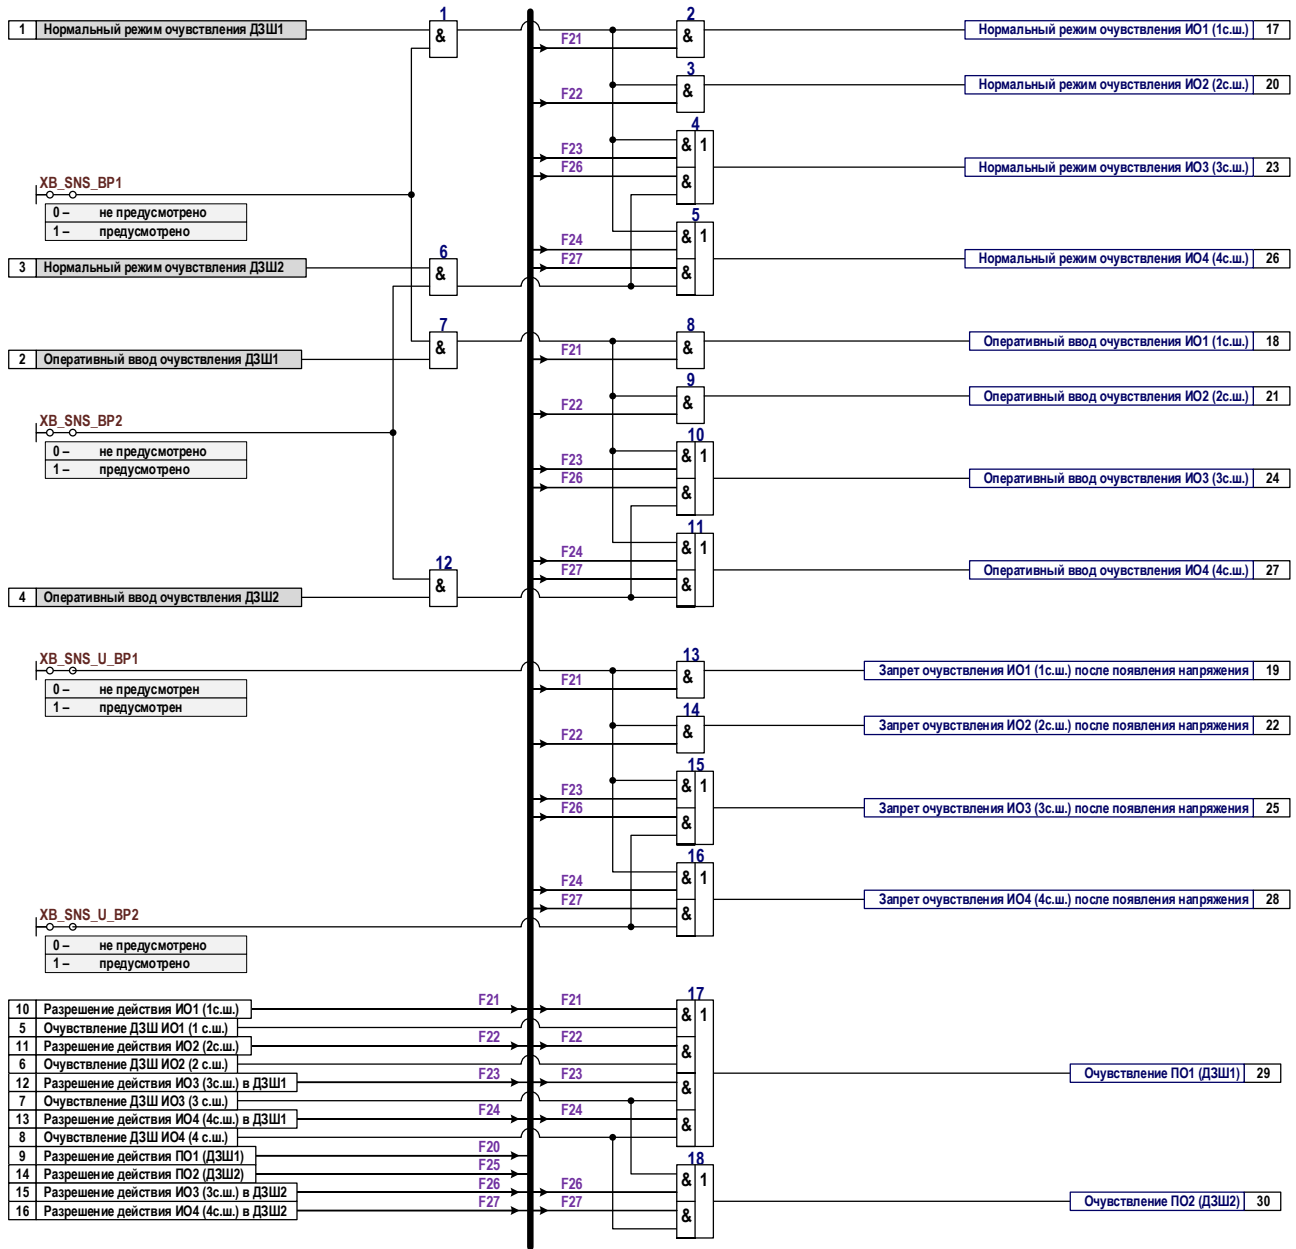 1 Нормальный режим очувствления ДЗШ1
1
&
F21
2
&
Нормальный режим очувствления ИО1 (1с.ш.) 17
F22
3
&
Нормальный режим очувствления ИО2 (2с.ш.) 20
F23
F26
4
& 1
&
Нормальный режим очувствления ИО3 (3с.ш.) 23
XB_SNS_BP1
0 – не предусмотрено
1 – предусмотрено
F24
F27
5
& 1
&
Нормальный режим очувствления ИО4 (4с.ш.) 26
3 Нормальный режим очувствления ДЗШ2
6
&
7
&
2 Оперативный ввод очувствления ДЗШ1
F21
8
&
Оперативный ввод очувствления ИО1 (1с.ш.) 18
F22
9
&
Оперативный ввод очувствления ИО2 (2с.ш.) 21
XB_SNS_BP2
0 – не предусмотрено
1 – предусмотрено
F23
F26
10
& 1
&
Оперативный ввод очувствления ИО3 (3с.ш.) 24
F24
F27
11
& 1
&
Оперативный ввод очувствления ИО4 (4с.ш.) 27
12
&
4 Оперативный ввод очувствления ДЗШ2
XB_SNS_U_BP1
0 – не предусмотрен
1 – предусмотрен
F21
13
&
Запрет очувствления ИО1 (1с.ш.) после появления напряжения 19
F22
14
&
Запрет очувствления ИО2 (2с.ш.) после появления напряжения 22
F23
F26
15
& 1
&
Запрет очувствления ИО3 (3с.ш.) после появления напряжения 25
F24
F27
16
& 1
&
Запрет очувствления ИО4 (4с.ш.) после появления напряжения 28
XB_SNS_U_BP2
0 – не предусмотрено
1 – предусмотрено
10 Разрешение действия ИО1 (1с.ш.) F21 F21
5 Очувствление ДЗШ ИО1 (1 с.ш.)
11 Разрешение действия ИО2 (2с.ш.) F22 F22
6 Очувствление ДЗШ ИО2 (2 с.ш.)
12 Разрешение действия ИО3 (3с.ш.) в ДЗШ1 F23 F23
7 Очувствление ДЗШ ИО3 (3 с.ш.)
13 Разрешение действия ИО4 (4с.ш.) в ДЗШ1 F24 F24
8 Очувствление ДЗШ ИО4 (4 с.ш.)
9 Разрешение действия ПО1 (ДЗШ1) F20
14 Разрешение действия ПО2 (ДЗШ2) F25
15 Разрешение действия ИО3 (3с.ш.) в ДЗШ2 F26 F26
16 Разрешение действия ИО4 (4с.ш.) в ДЗШ2 F27 F27
17
& 1
&
&
&
Очувствление ПО1 (ДЗШ1) 29
18
& 1
&
Очувствление ПО2 (ДЗШ2) 30